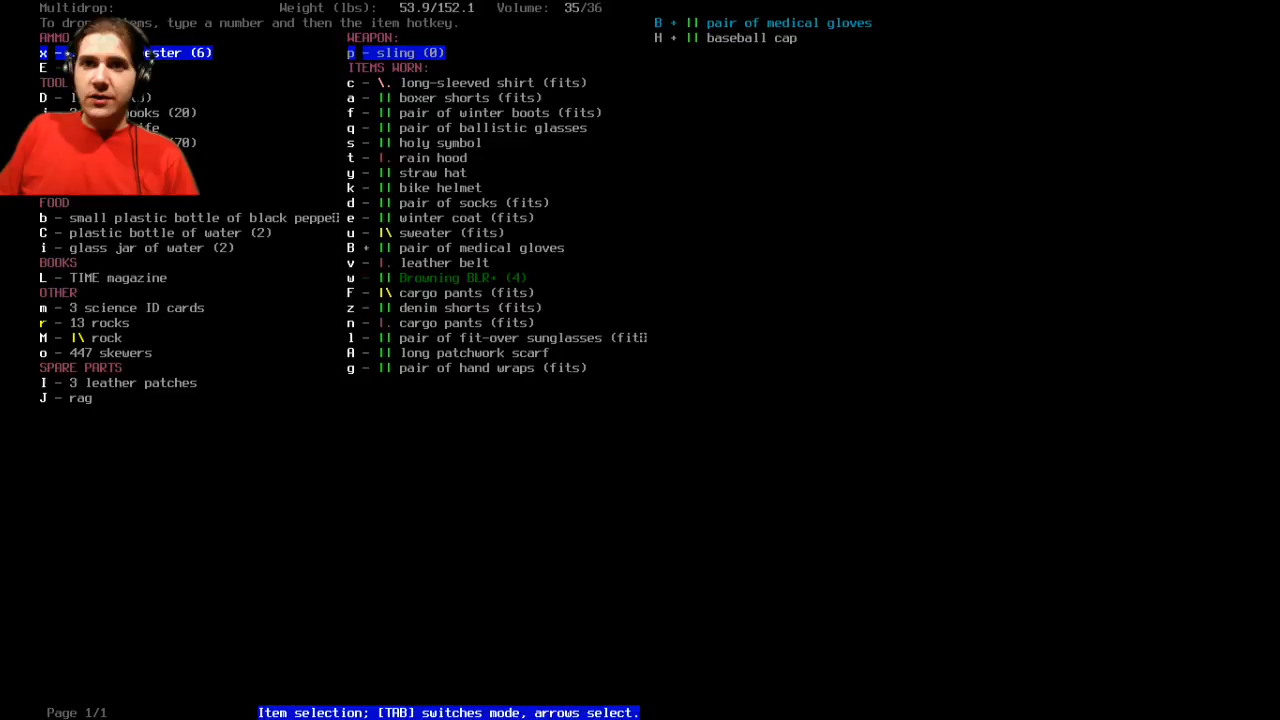 Multidrop: Weight (lbs): 53.9/152.1 Volume: 35/36
To drop items, type a number and then the item hotkey.
AMMO
x - ester (6)
E -
TOOL
D -
j - ooks (20)
ife
70)
FOOD
b - small plastic bottle of black peppe
C - plastic bottle of water (2)
i - glass jar of water (2)
BOOKS
L - TIME magazine
OTHER
m - 3 science ID cards
r - 13 rocks
M - |\ rock
o - 447 skewers
SPARE PARTS
I - 3 leather patches
J - rag
WEAPON:
p - sling (0)
ITEMS WORN:
c - \. long-sleeved shirt (fits)
a - || boxer shorts (fits)
f - || pair of winter boots (fits)
q - || pair of ballistic glasses
s - || holy symbol
t - |. rain hood
y - || straw hat
k - || bike helmet
d - || pair of socks (fits)
e - || winter coat (fits)
u - |\ sweater (fits)
B + || pair of medical gloves
v - |. leather belt
w - || Browning BLR+ (4)
F - |\ cargo pants (fits)
z - || denim shorts (fits)
n - |. cargo pants (fits)
l - || pair of fit-over sunglasses (fit
A - || long patchwork scarf
g - || pair of hand wraps (fits)
B + || pair of medical gloves
H + || baseball cap
Page 1/1 Item selection; [TAB] switches mode, arrows select.